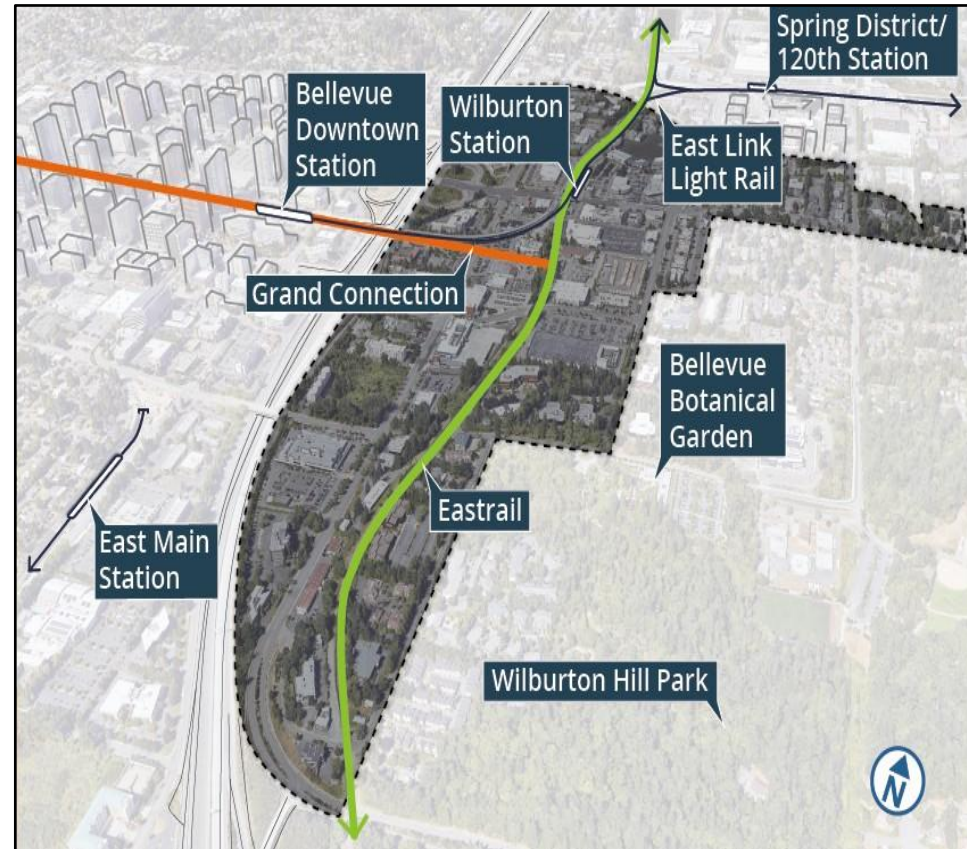 Spring District/
120th Station
Bellevue
Downtown
Station
Wilburton
Station
East Link
Light Rail
Grand Connection
Bellevue
Botanical
Garden
Eastrail
East Main
Station
Wilburton Hill Park
N